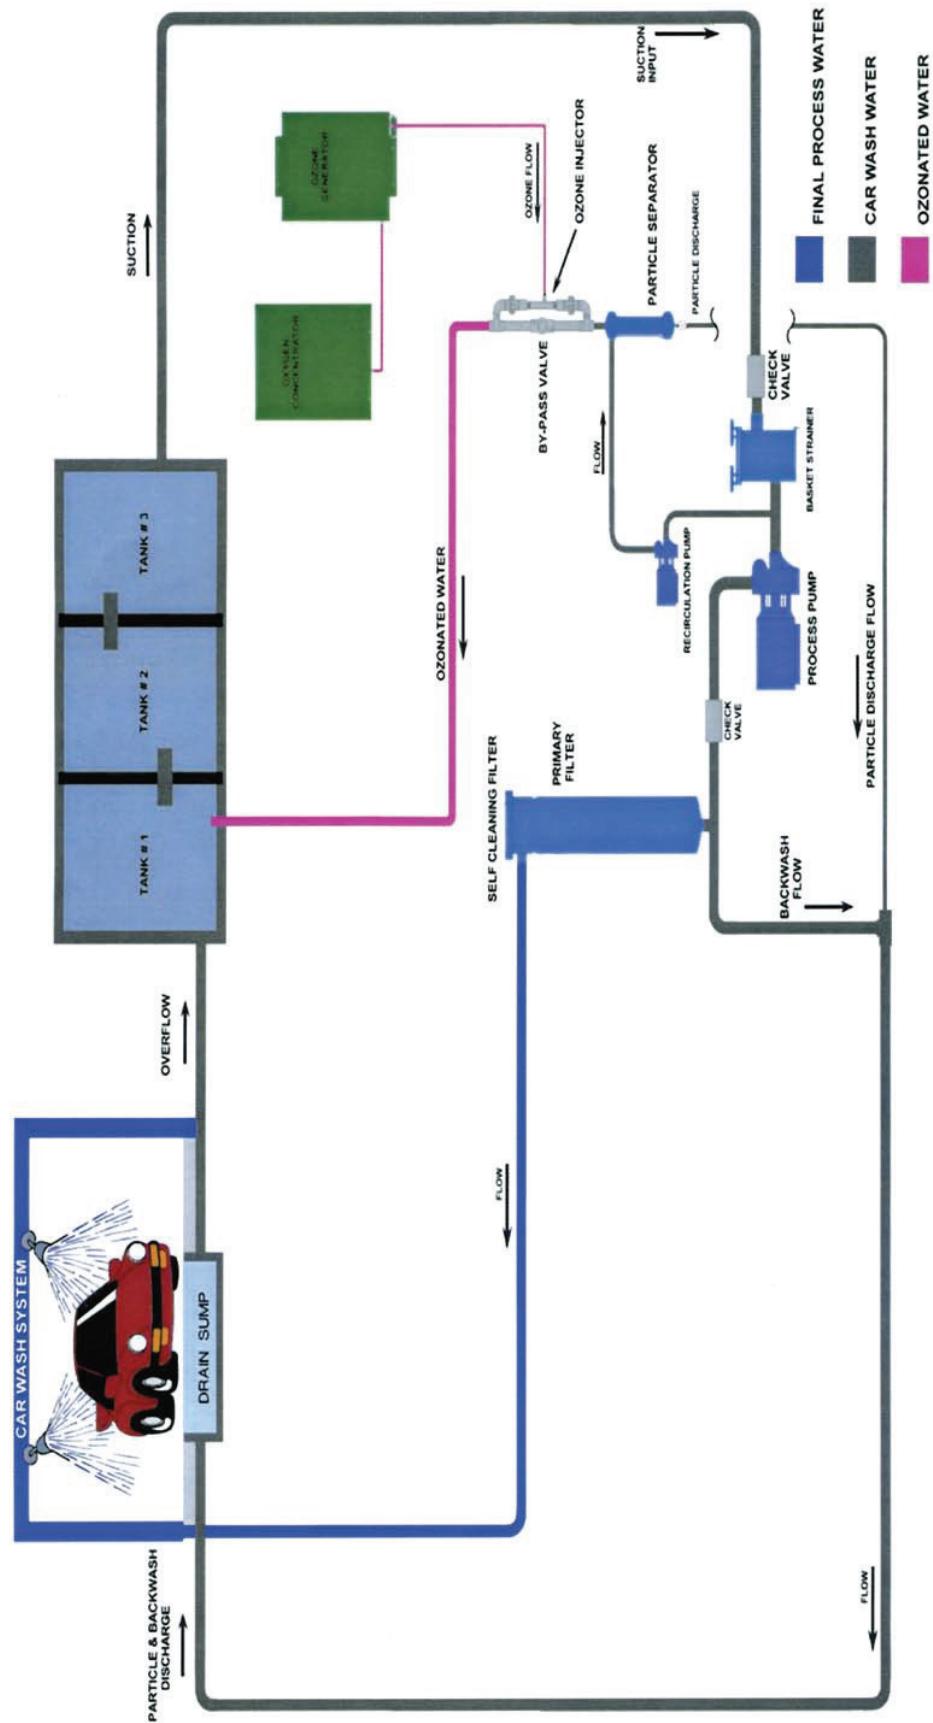 CAR WASH SYSTEM
DRAIN SUMP
PARTICLE & BACKWASH
DISCHARGE
OVERFLOW
TANK # 1
TANK # 2
TANK # 3
SUCTION
OXYGEN
CONCENTRATOR
OZONE
GENERATOR
OZONE FLOW
OZONE INJECTOR
BY-PASS VALVE
OZONATED WATER
PARTICLE SEPARATOR
PARTICLE DISCHARGE
SUCTION
INPUT
FLOW
RECIRCULATION PUMP
CHECK
VALVE
BASKET STRAINER
PROCESS PUMP
CHECK
VALVE
SELF CLEANING FILTER
PRIMARY
FILTER
FLOW
BACKWASH
FLOW
PARTICLE DISCHARGE FLOW
FLOW
FINAL PROCESS WATER
CAR WASH WATER
OZONATED WATER